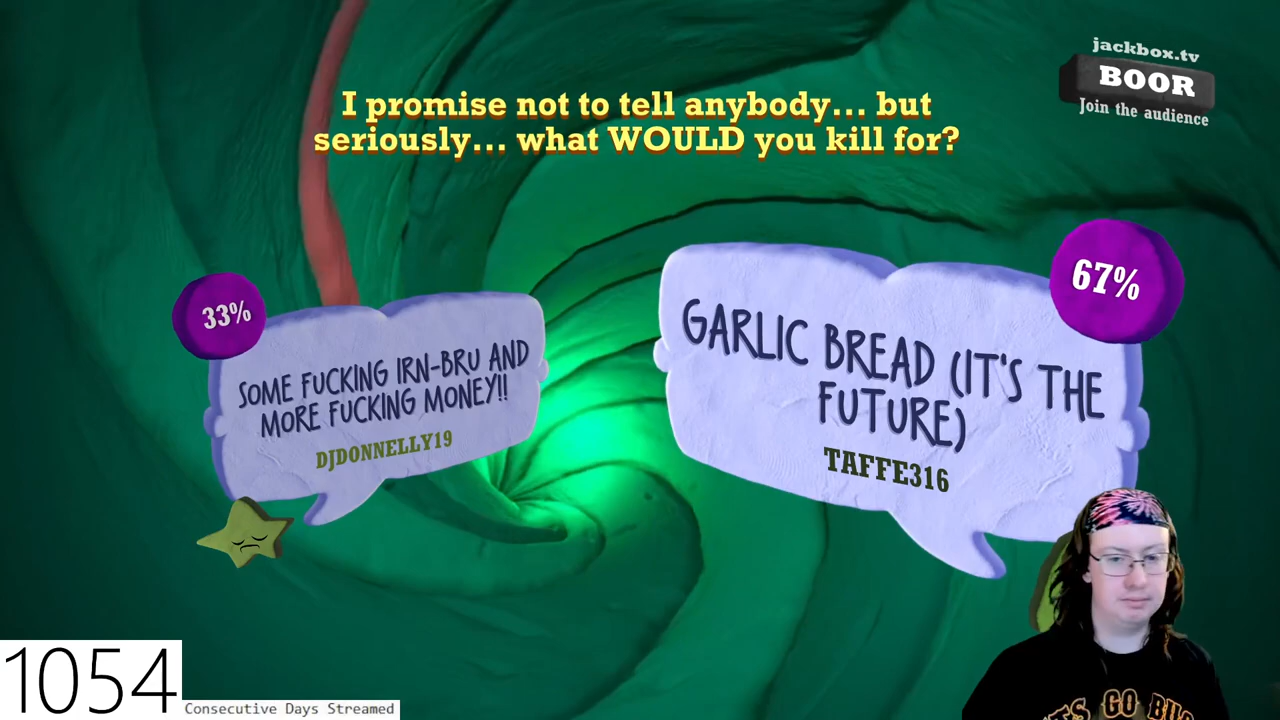 jackbox.tv
BOOR
Join the audience
I promise not to tell anybody... but
seriously... what WOULD you kill for?
33%
SOME FUCKING IRN-BRU AND
MORE FUCKING MONEY!!
DJDONNELLY19
67%
GARLIC BREAD (IT'S THE
FUTURE)
TAFFE316
1054
Consecutive Days Streamed